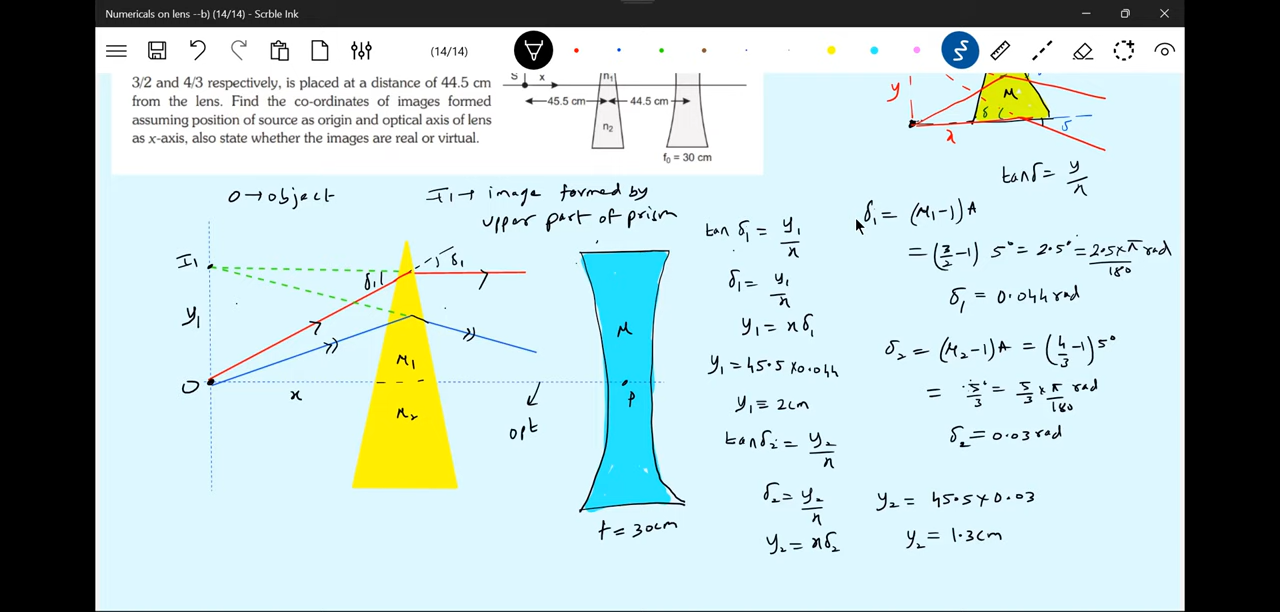 Numericals on lens --b) (14/14) - Scrble Ink
(14/14)
3/2 and 4/3 respectively, is placed at a distance of 44.5 cm
from the lens. Find the co-ordinates of images formed
assuming position of source as origin and optical axis of lens
as x-axis, also state whether the images are real or virtual.
S x n₁
45.5 cm 44.5 cm
n₂
f₀ = 30 cm
y
M
δ
x
δ
O → object
I1 → image formed by
upper part of prism
I1
y₁
O
x
δ₁
δ₁
μ₁
μ₂
opt
μ
P
f = 30cm
tan δ₁ = y₁/x
δ₁ = y₁/x
y₁ = xδ₁
y₁ = 45.5 × 0.044
y₁ = 2cm
tan δ₂ = y₂/x
δ₂ = y₂/x
y₂ = xδ₂
tan δ = y/x
δ₁ = (μ₁-1) A
= (3/2 -1) 5° = 2.5° = 2.5×π/180 rad
δ₁ = 0.044 rad
δ₂ = (μ₂-1)A = (4/3 -1)5°
= 5°/3 = 5/3 × π/180 rad
δ₂ = 0.03 rad
y₂ = 45.5 × 0.03
y₂ = 1.3cm